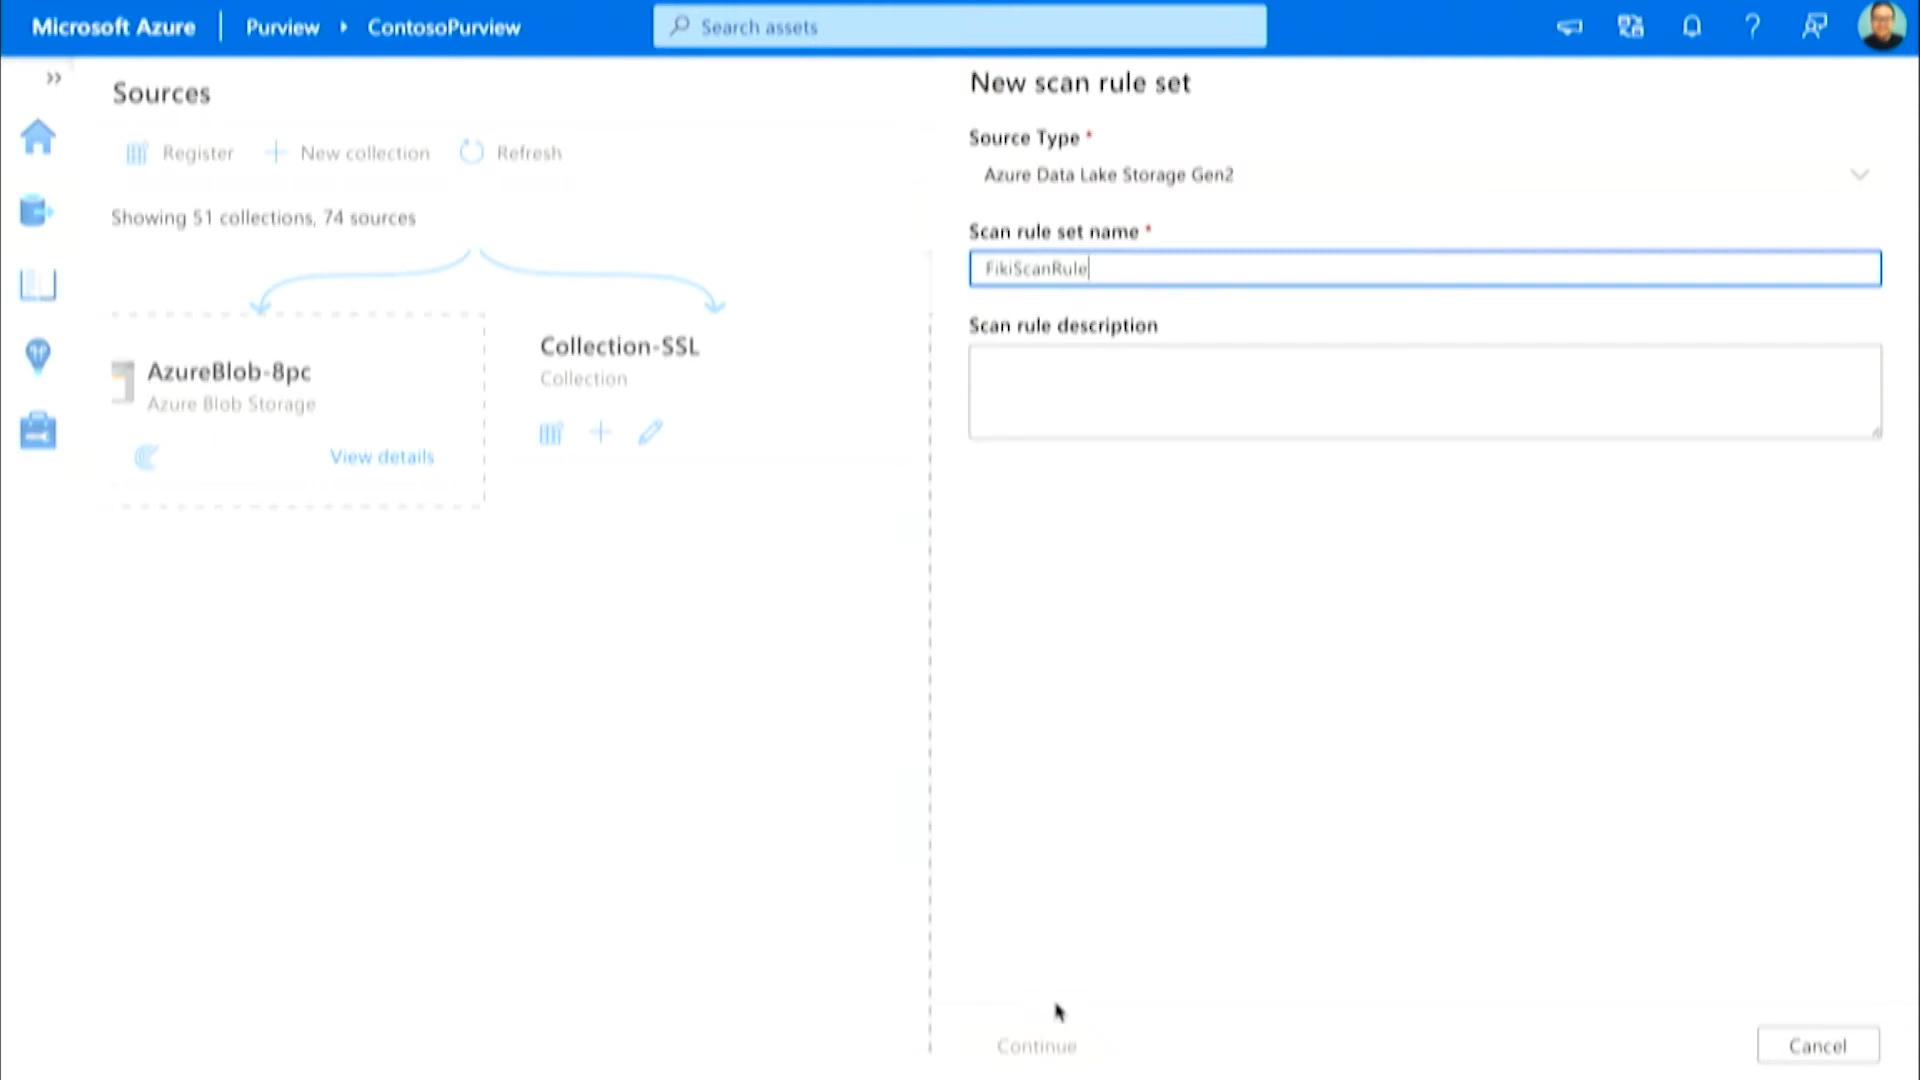 Microsoft Azure Purview ContosoPurview Search assets
Sources
Register New collection Refresh
Showing 51 collections, 74 sources
AzureBlob-8pc
Azure Blob Storage
View details
Collection-SSL
Collection
New scan rule set
Source Type *
Azure Data Lake Storage Gen2
Scan rule set name *
FikiScanRule
Scan rule description
Continue
Cancel